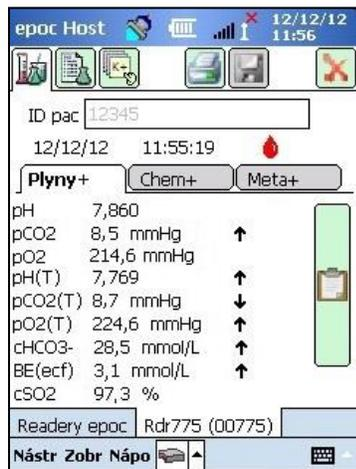 epoc Host 12/12/12
11:56
ID pac 12345
12/12/12 11:55:19
Plyny+ Chem+ Meta+
pH 7,860
pCO2 8,5 mmHg ↑
pO2 214,6 mmHg
pH(T) 7,769 ↑
pCO2(T) 8,7 mmHg ↓
pO2(T) 224,6 mmHg ↑
cHCO3- 28,5 mmol/L ↑
BE(ecf) 3,1 mmol/L ↑
cSO2 97,3 %
Readery epoc Rdr775 (00775)
Nástr Zobr Nápo